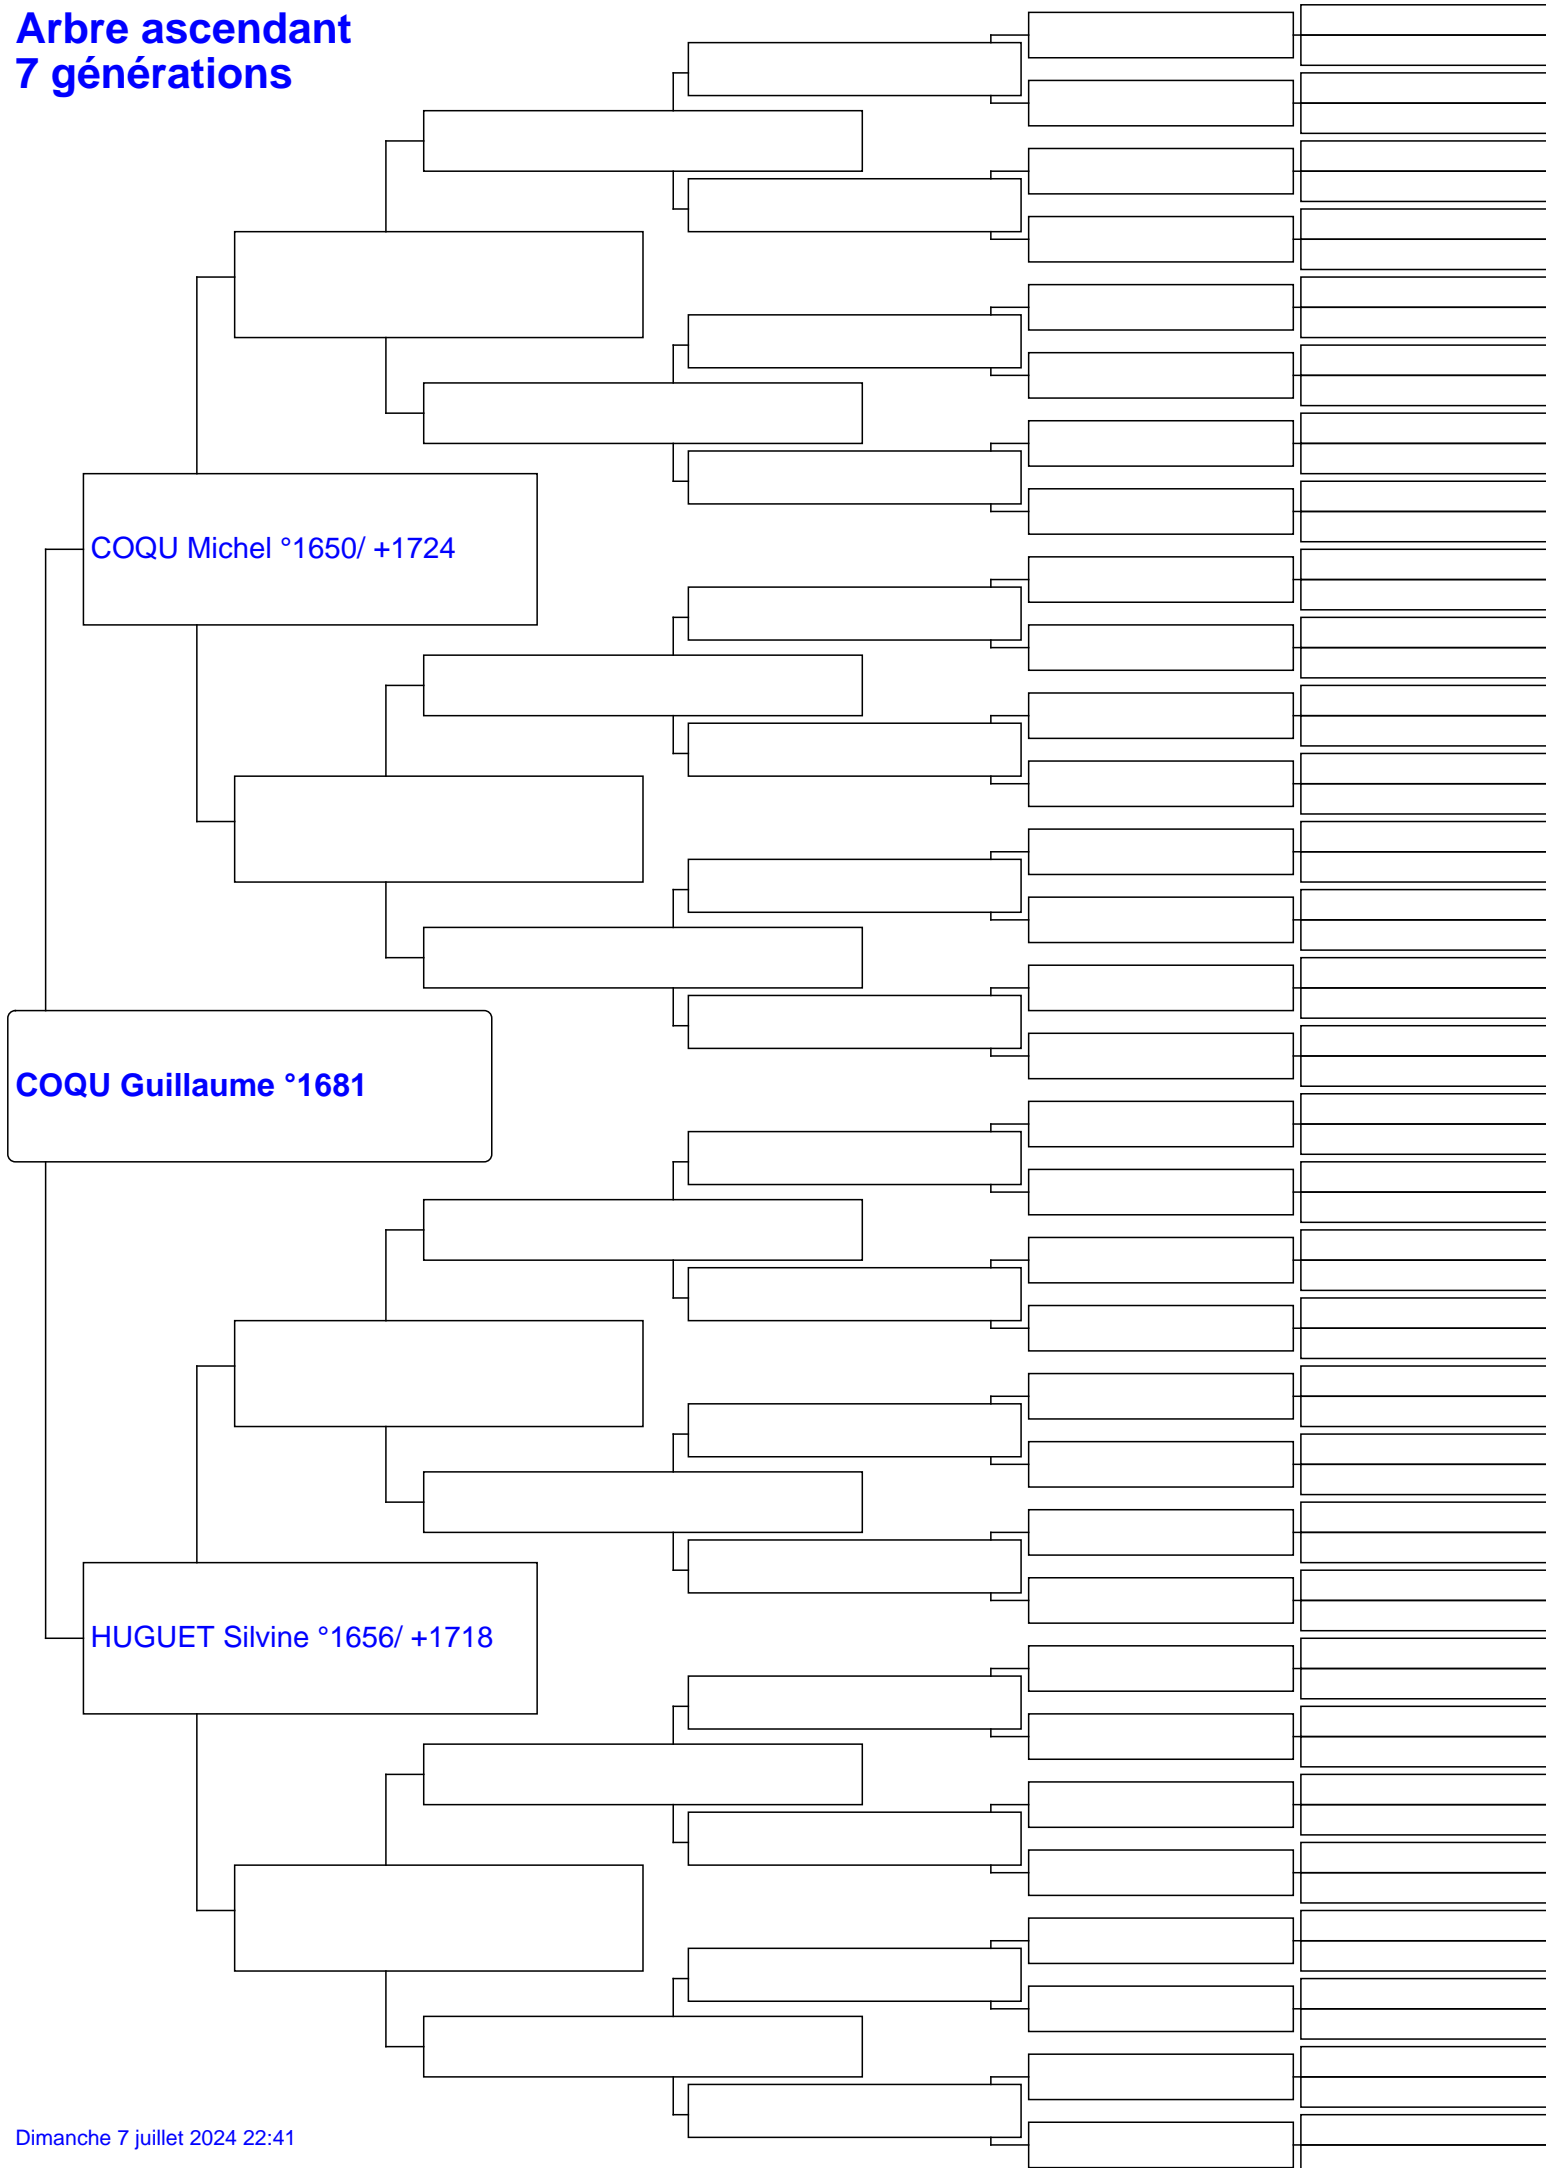 Arbre ascendant
7 générations
COQU Michel °1650/ +1724
COQU Guillaume °1681
HUGUET Silvine °1656/ +1718
Dimanche 7 juillet 2024 22:41